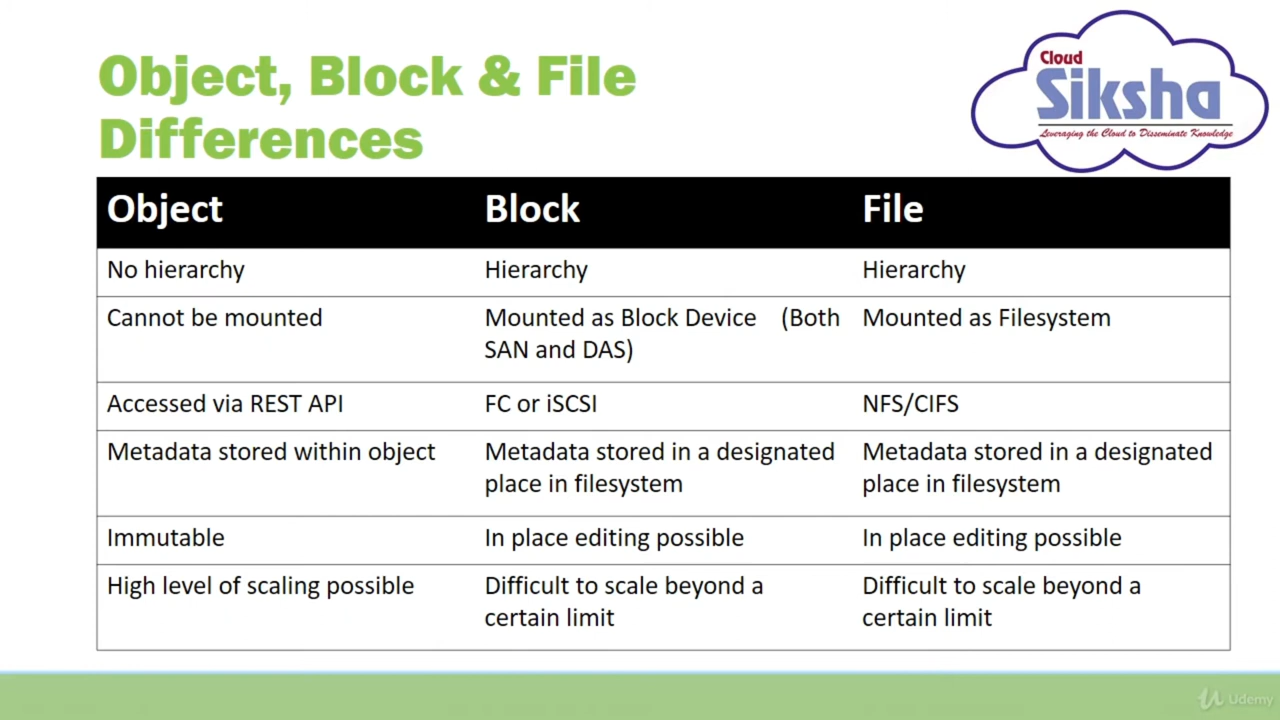 Object, Block & File
Differences
Cloud
Siksha
Leveraging the Cloud to Disseminate Knowledge
Object Block File
No hierarchy Hierarchy Hierarchy
Cannot be mounted Mounted as Block Device (Both Mounted as Filesystem
SAN and DAS)
Accessed via REST API FC or iSCSI NFS/CIFS
Metadata stored within object Metadata stored in a designated Metadata stored in a designated
place in filesystem place in filesystem
Immutable In place editing possible In place editing possible
High level of scaling possible Difficult to scale beyond a Difficult to scale beyond a
certain limit certain limit
Udemy